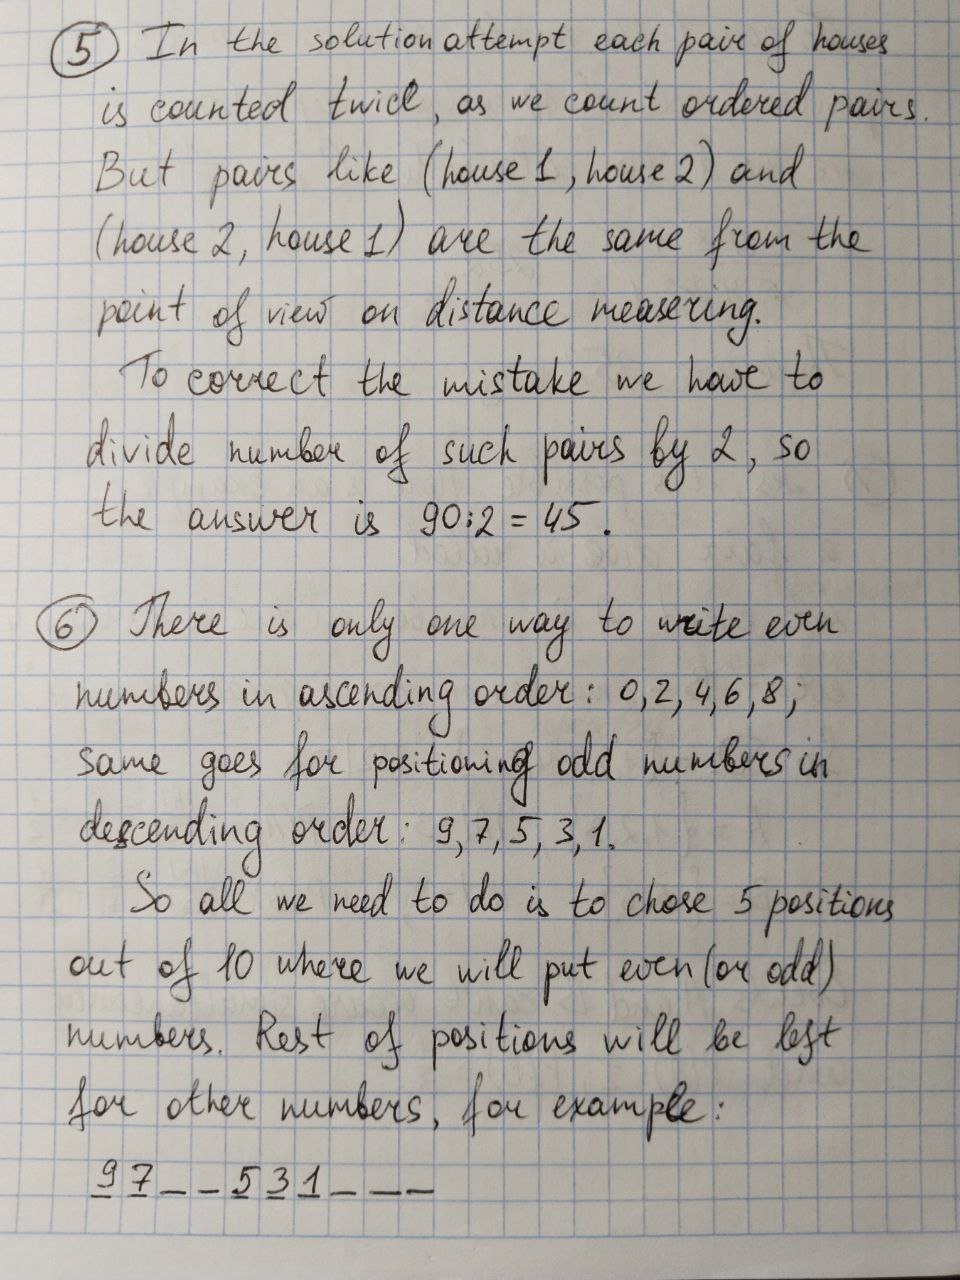 5 In the solution attempt each pair of houses
is counted twice, as we count ordered pairs.
But pairs like (house 1, house 2) and
(house 2, house 1) are the same from the
point of view on distance measering.
To correct the mistake we have to
divide number of such pairs by 2, so
the answer is 90:2 = 45.
6 There is only one way to write even
numbers in ascending order: 0,2,4,6,8;
same goes for positioning odd numbers in
descending order: 9,7,5,3,1.
So all we need to do is to chose 5 positions
out of 10 where we will put even (or odd)
numbers. Rest of positions will be left
for other numbers, for example:
9 7 _ _ 5 3 1 _ _ _